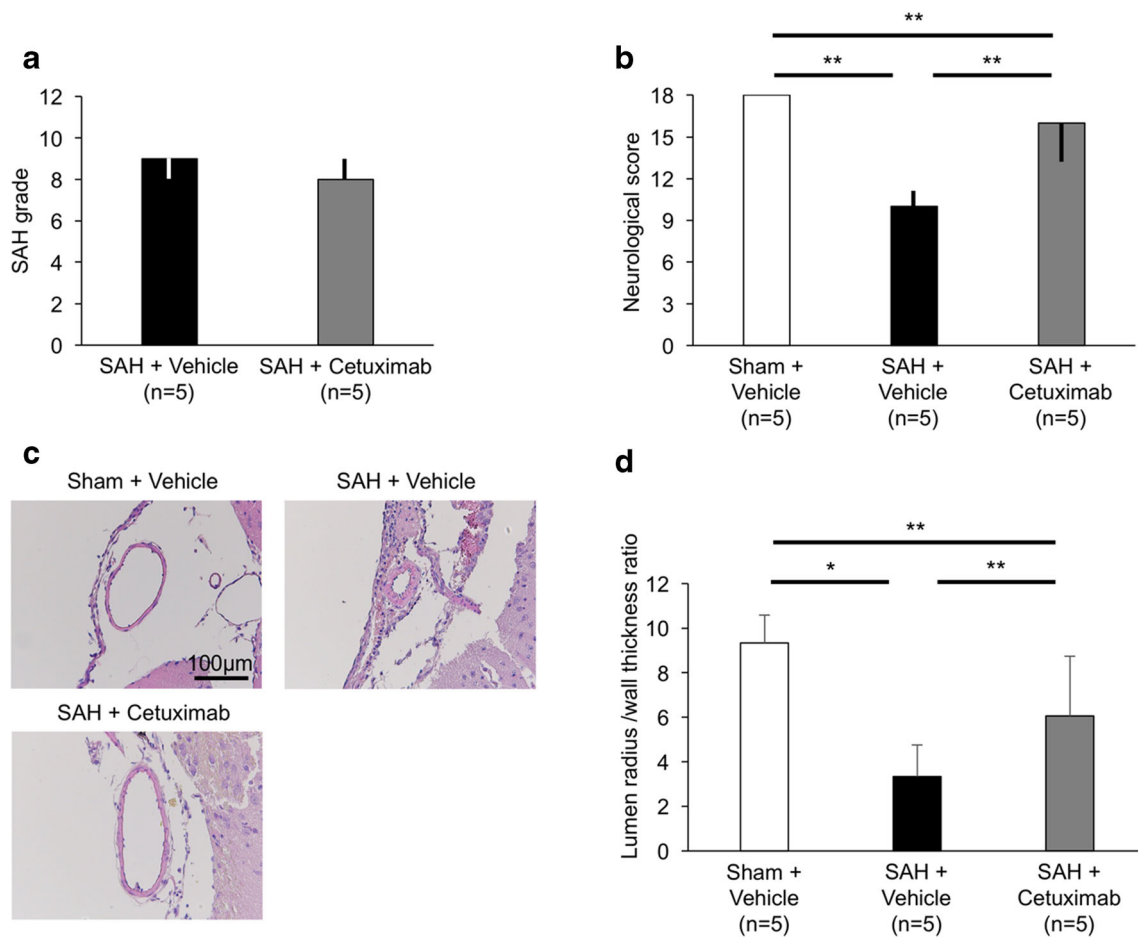 a
12
10
8
6
4
2
0
SAH grade
SAH + Vehicle
(n=5)
SAH + Cetuximab
(n=5)
b
**
**
**
18
15
12
9
6
3
0
Neurological score
Sham +
Vehicle
(n=5)
SAH +
Vehicle
(n=5)
SAH +
Cetuximab
(n=5)
c
Sham + Vehicle
SAH + Vehicle
100μm
SAH + Cetuximab
d
**
*
**
12
10
8
6
4
2
0
Lumen radius /wall thickness ratio
Sham +
Vehicle
(n=5)
SAH +
Vehicle
(n=5)
SAH +
Cetuximab
(n=5)